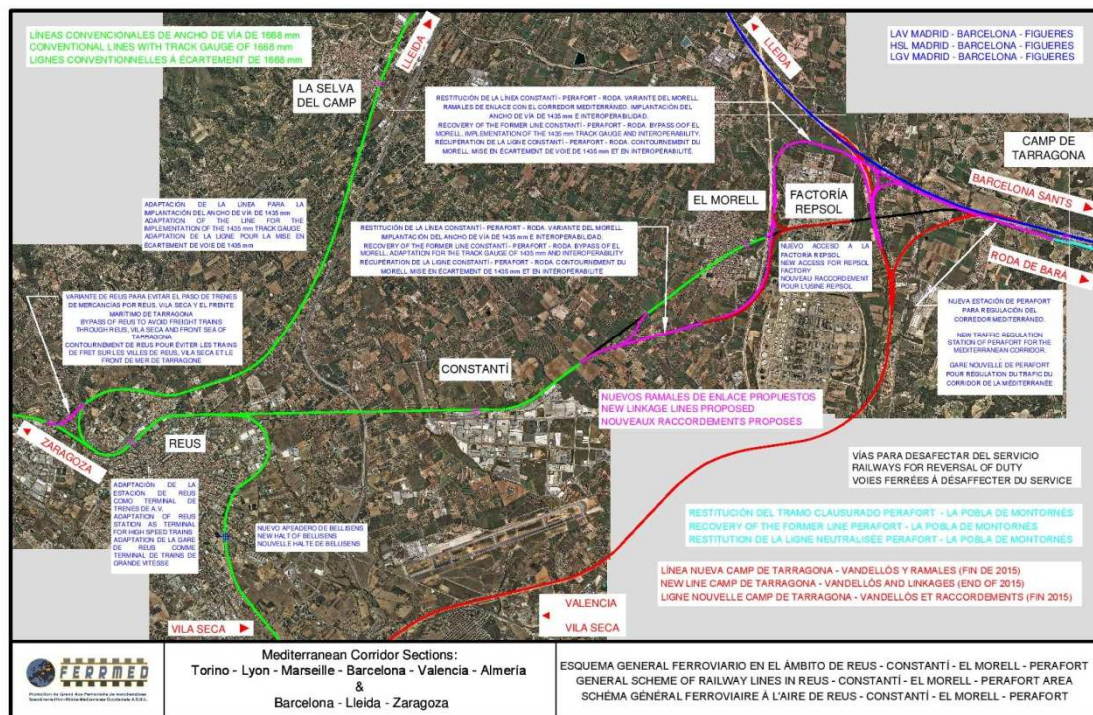 LÍNEAS CONVENCIONALES DE ANCHO DE VÍA DE 1668 mm
CONVENTIONAL LINES WITH TRACK GAUGE OF 1668 mm
LIGNES CONVENTIONNELLES À ÉCARTEMENT DE 1668 mm
LLEIDA
LLEIDA
LAV MADRID - BARCELONA - FIGUERES
HSL MADRID - BARCELONA - FIGUERES
LGV MADRID - BARCELONA - FIGUERES
LA SELVA
DEL CAMP
RESTITUCIÓN DE LA LÍNEA CONSTANTÍ - PERAFORT - RODA. VARIANTE DEL MORELL.
RAMALES DE ENLACE CON EL CORREDOR MEDITERRÁNEO. IMPLANTACIÓN DEL
ANCHO DE VÍA DE 1435 mm E INTEROPERABILIDAD.
RECOVERY OF THE FORMER LINE CONSTANTÍ - PERAFORT - RODA. BYPASS OOF EL
MORELL. IMPLEMENTATION OF THE 1435 mm TRACK GAUGE AND INTEROPERABILITY.
RÉCUPÉRATION DE LA LIGNE CONSTANTÍ - PERAFORT - RODA. CONTOURNEMENT DU
MORELL. MISE EN ÉCARTEMENT DE VOIE DE 1435 mm ET EN INTEROPÉRABILITÉ.
CAMP DE
TARRAGONA
BARCELONA SANTS
RODA DE BARÀ
EL MORELL
FACTORÍA
REPSOL
ADAPTACIÓN DE LA LÍNEA PARA LA
IMPLANTACIÓN DEL ANCHO DE VÍA DE 1435 mm
ADAPTATION OF THE LINE FOR THE
IMPLEMENTATION OF THE 1435 mm TRACK GAUGE
ADAPTATION DE LA LIGNE POUR LA MISE EN
ÉCARTEMENT DE VOIE DE 1435 mm
RESTITUCIÓN DE LA LÍNEA CONSTANTÍ - PERAFORT - RODA. VARIANTE DEL MORELL.
IMPLANTACIÓN DEL ANCHO DE VÍA DE 1435 mm E INTEROPERABILIDAD.
RECOVERY OF THE FORMER LINE CONSTANTÍ - PERAFORT - RODA. BYPASS OF EL
MORELL. ADAPTATION FOR THE TRACK GAUGE OF 1435 mm AND INTEROPERABILITY.
RÉCUPÉRATION DE LA LIGNE CONSTANTÍ - PERAFORT - RODA. CONTOURNEMENT DU
MORELL. MISE EN ÉCARTEMENT DE VOIE DE 1435 mm ET EN INTEROPÉRABILITÉ
NUEVO ACCESO A LA
FACTORÍA REPSOL
NEW ACCESS FOR REPSOL
FACTORY
NOUVEAU RACCORDEMENT
POUR L'USINE REPSOL
VARIANTE DE REUS PARA EVITAR EL PASO DE TRENES
DE MERCANCÍAS POR REUS, VILA SECA Y EL FRENTE
MARÍTIMO DE TARRAGONA
BYPASS OF REUS TO AVOID FREIGHT TRAINS
THROUGH REUS, VILA SECA AND FRONT SEA OF
TARRAGONA
CONTOURNEMENT DE REUS POUR ÉVITER LES TRAINS
DE FRET SUR LES VILLES DE REUS, VILA SECA ET LE
FRONT DE MER DE TARRAGONE
NUEVA ESTACIÓN DE PERAFORT
PARA REGULACIÓN DEL
CORREDOR MEDITERRÁNEO.
-
NEW TRAFFIC REGULATION
STATION OF PERAFORT FOR THE
MEDITERRANEAN CORRIDOR.
-
GARE NOUVELLE DE PERAFORT
POUR RÉGULATION DU TRAFIC DU
CORRIDOR DE LA MÉDITERRANÉE
CONSTANTÍ
NUEVOS RAMALES DE ENLACE PROPUESTOS
NEW LINKAGE LINES PROPOSED
NOUVEAUX RACCORDEMENTS PROPOSÉS
ZARAGOZA
REUS
VÍAS PARA DESAFECTAR DEL SERVICIO
RAILWAYS FOR REVERSAL OF DUTY
VOIES FERRÉES À DÉSAFFECTER DU SERVICE
ADAPTACIÓN DE LA
ESTACIÓN DE REUS
COMO TERMINAL DE
TRENES DE A.V.
ADAPTATION OF REUS
STATION AS TERMINAL
FOR HIGH SPEED TRAINS
ADAPTATION DE LA GARE
DE REUS COMME
TERMINAL DE TRAINS DE
GRANDE VITESSE
NUEVO APEADERO DE BELLISENS
NEW HALT OF BELLISENS
NOUVELLE HALTE DE BELLISENS
RESTITUCIÓN DEL TRAMO CLAUSURADO PERAFORT - LA POBLA DE MONTORNÉS
RECOVERY OF THE FORMER LINE PERAFORT - LA POBLA DE MONTORNÉS
RESTITUTION DE LA LIGNE NEUTRALISÉE PERAFORT - LA POBLA DE MONTORNÉS
LÍNEA NUEVA CAMP DE TARRAGONA - VANDELLÒS Y RAMALES (FIN DE 2015)
NEW LINE CAMP DE TARRAGONA - VANDELLÒS AND LINKAGES (END OF 2015)
LIGNE NOUVELLE CAMP DE TARRAGONA - VANDELLÒS ET RACCORDEMENTS (FIN 2015)
VALENCIA
VILA SECA
VILA SECA
FERRMED
Mediterranean Corridor Sections:
Torino - Lyon - Marseille - Barcelona - Valencia - Almería
&
Barcelona - Lleida - Zaragoza
ESQUEMA GENERAL FERROVIARIO EN EL ÁMBITO DE REUS - CONSTANTÍ - EL MORELL - PERAFORT
GENERAL SCHEME OF RAILWAY LINES IN REUS - CONSTANTÍ - EL MORELL - PERAFORT AREA
SCHÉMA GÉNÉRAL FERROVIAIRE À L'AIRE DE REUS - CONSTANTÍ - EL MORELL - PERAFORT